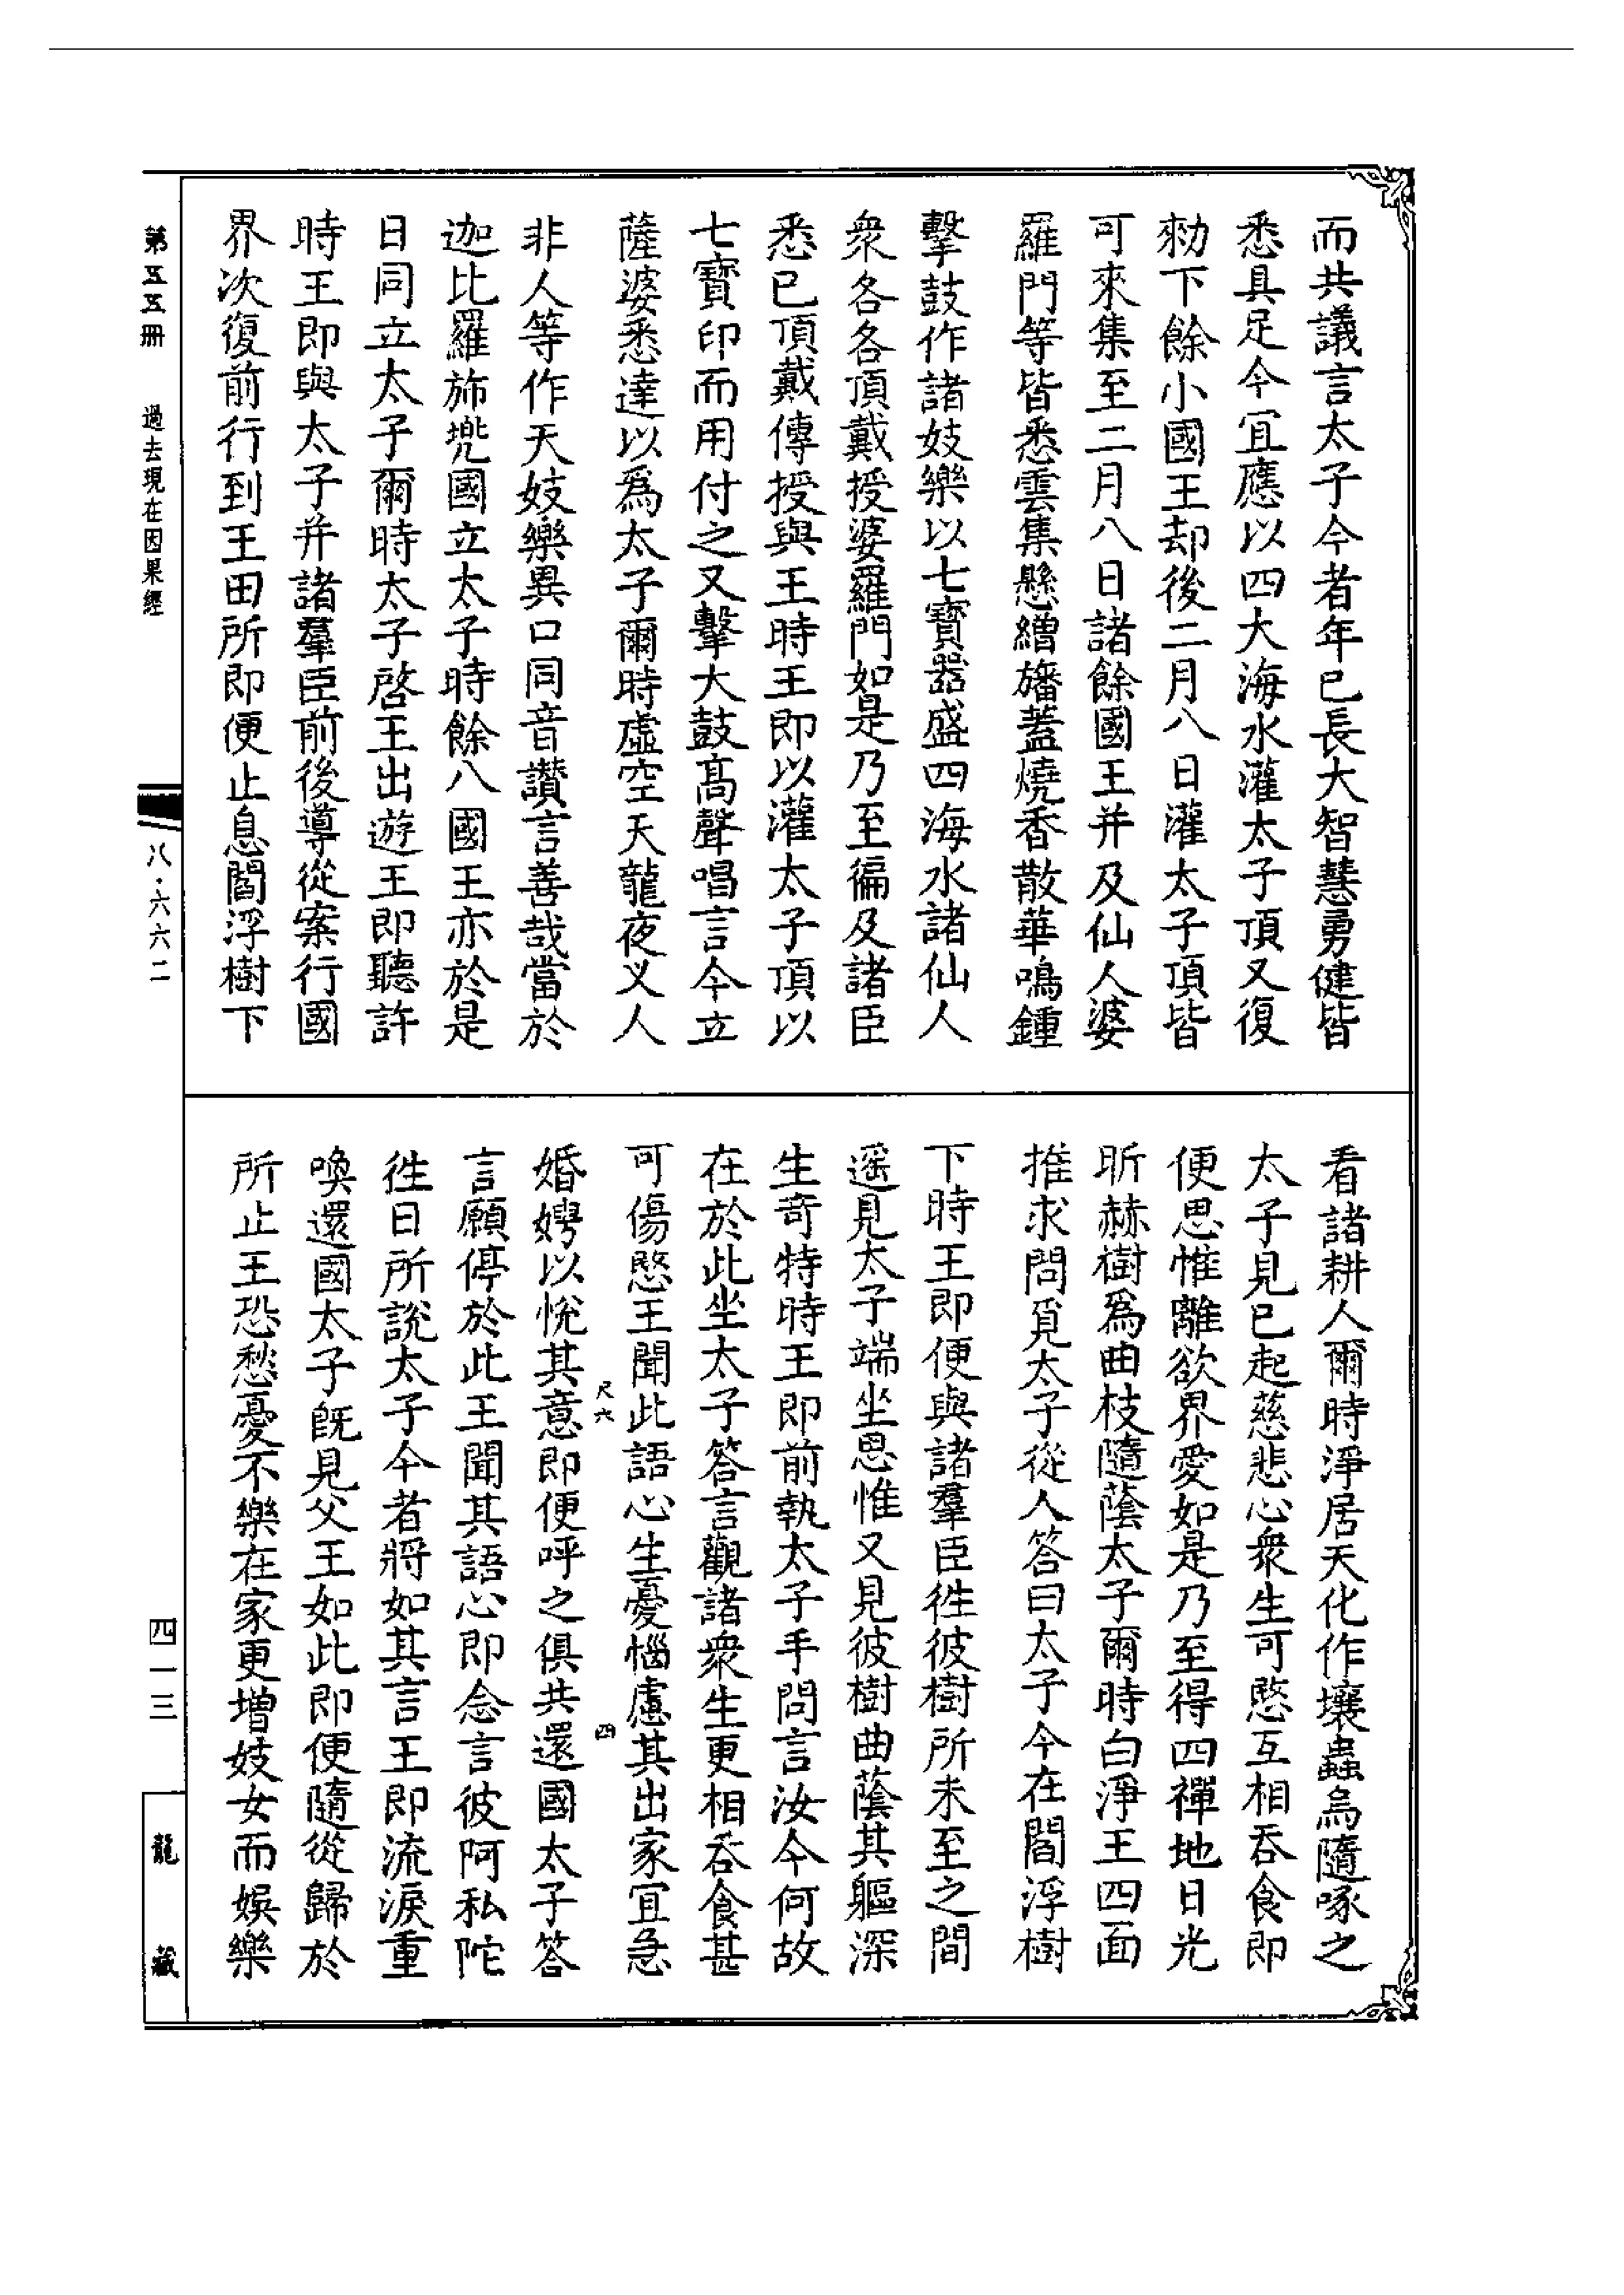 而共議言太子今者年已長大智慧勇健皆
悉具足今宜應以四大海水灌太子頂又復
勑下餘小國王却後二月八日灌太子頂皆
可來集至二月八日諸餘國王并及仙人婆
羅門等皆悉雲集懸繒旛蓋燒香散華鳴鍾
擊鼓作諸妓樂以七寶器盛四海水諸仙人
衆各各頂戴授婆羅門如是乃至徧及諸臣
悉已頂戴傳授與王時王即以灌太子頂以
七寶印而用付之又擊大鼓高聲唱言今立
薩婆悉達以爲太子爾時虛空天龍夜叉人
非人等作天妓樂異口同音讃言善哉當於
迦比羅斾兜國立太子時餘八國王亦於是
日同立太子爾時太子啓王出遊王即聽許
時王即與太子并諸羣臣前後導從案行國
界次復前行到王田所即便止息閻浮樹下
看諸耕人爾時淨居天化作壤蟲烏隨啄之
太子見已起慈悲心衆生可愍互相吞食即
便思惟離欲界愛如是乃至得四禪地日光
昕赫樹爲曲枝隨蔭太子爾時白淨王四面
推求問覓太子從人答曰太子今在閻浮樹
下時王即便與諸羣臣徃彼樹所未至之間
遥見太子端坐思惟又見彼樹曲蔭其軀深
生奇特時王即前執太子手問言汝今何故
在於此坐太子答言觀諸衆生更相吞食甚
可傷愍王聞此語心生憂惱慮其出家宜急
尺六 四
婚娉以悅其意即便呼之俱共還國太子答
言願停於此王聞其語心即念言彼阿私陀
徃日所說太子今者將如其言王即流淚重
喚還國太子旣見父王如此即便隨從歸於
所止王恐愁憂不樂在家更增妓女而娛樂
第五五冊 過去現在因果經
八·六六二
四一三
龍藏